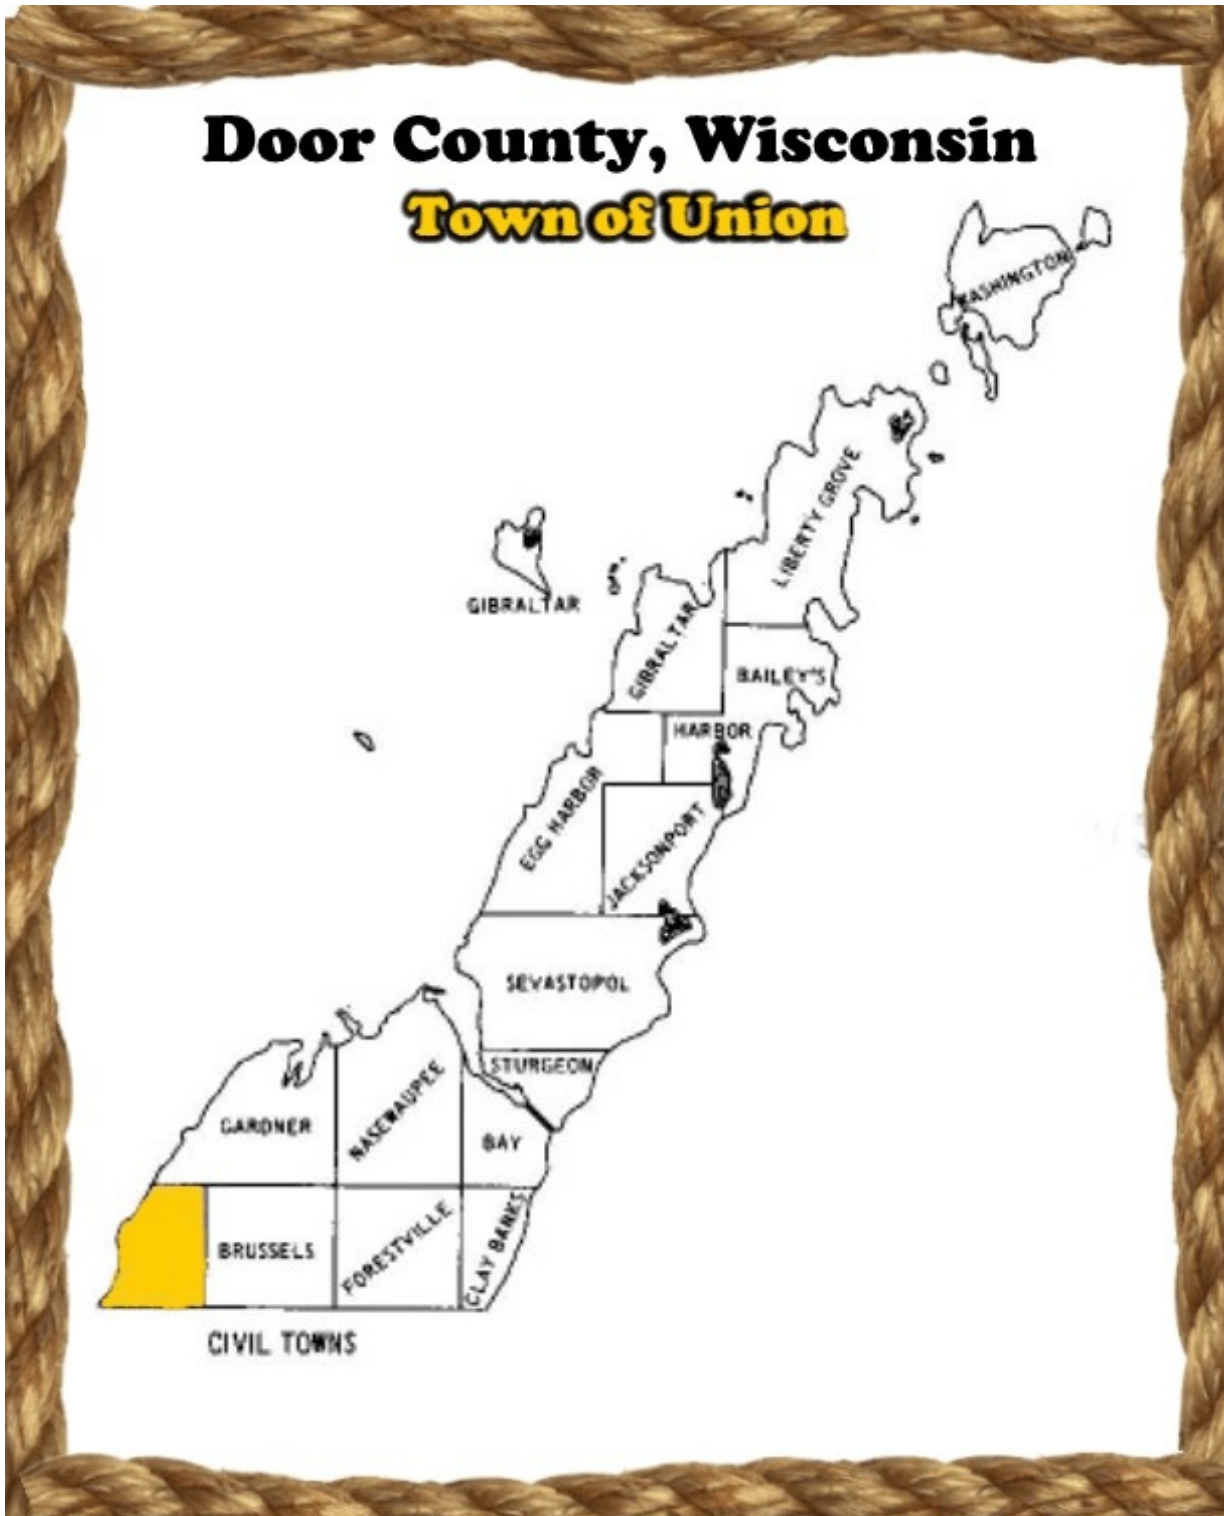 Door County, Wisconsin
Town of Union
WASHINGTON
LIBERTY GROVE
GIBRALTAR
GIBRALTAR
BAILEY'S
HARBOR
EGG HARBOR
JACKSONPORT
SEVASTOPOL
STURGEON
NASEWAUPEE
GARDNER
BAY
BRUSSELS
FORESTVILLE
CLAY BANKS
CIVIL TOWNS